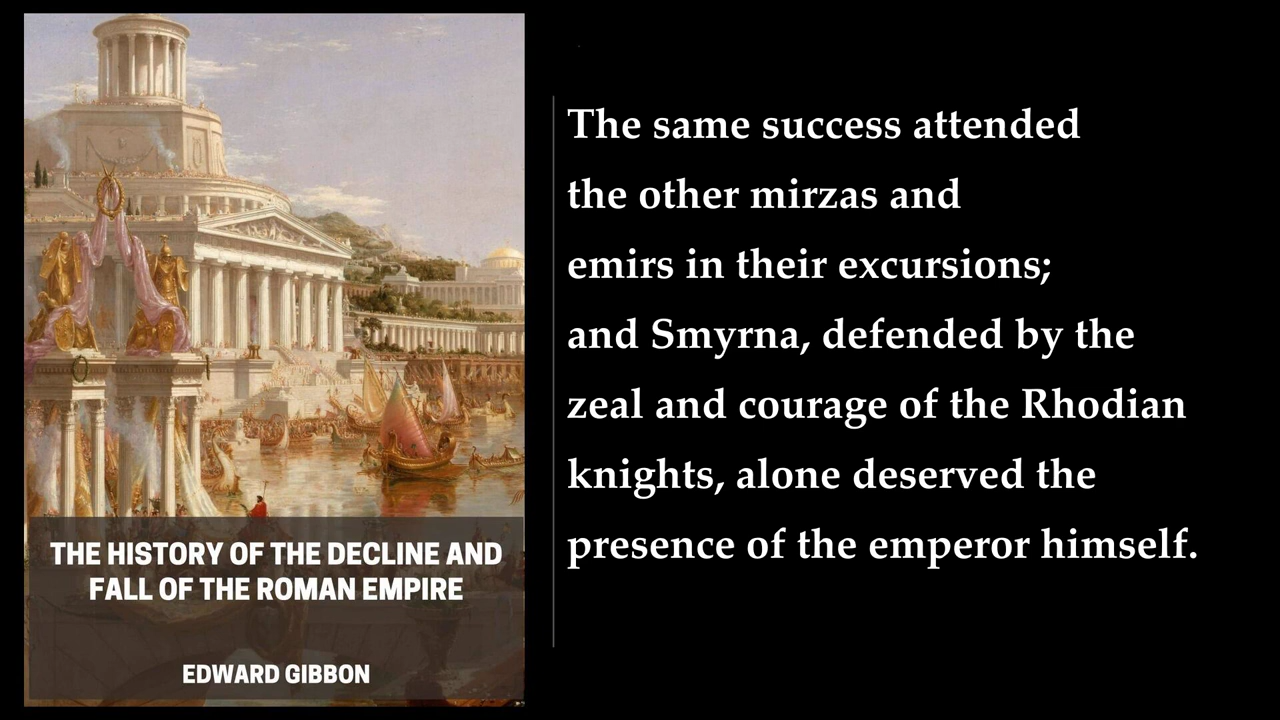 THE HISTORY OF THE DECLINE AND
FALL OF THE ROMAN EMPIRE
EDWARD GIBBON
The same success attended
the other mirzas and
emirs in their excursions;
and Smyrna, defended by the
zeal and courage of the Rhodian
knights, alone deserved the
presence of the emperor himself.